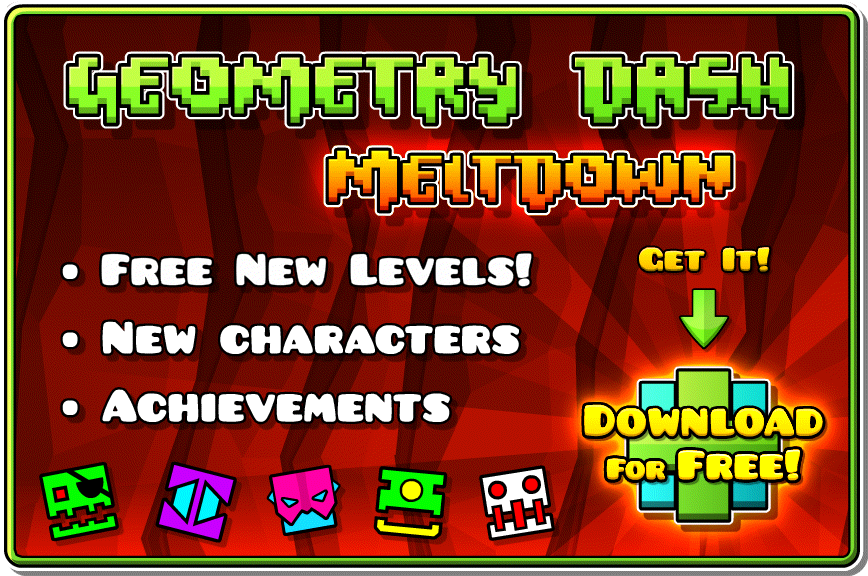 Geometry Dash
Meltdown
• Free New Levels!
• New characters
• Achievements
Get It!
Download
For Free!